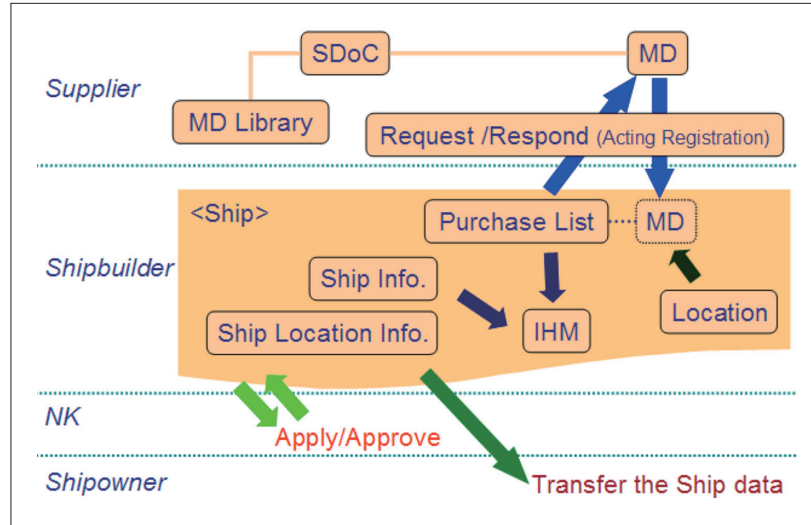 SDoC
MD
Supplier
MD Library
Request /Respond (Acting Registration)
<Ship>
Purchase List
MD
Shipbuilder
Ship Info.
Location
Ship Location Info.
IHM
NK
Apply/Approve
Shipowner
Transfer the Ship data